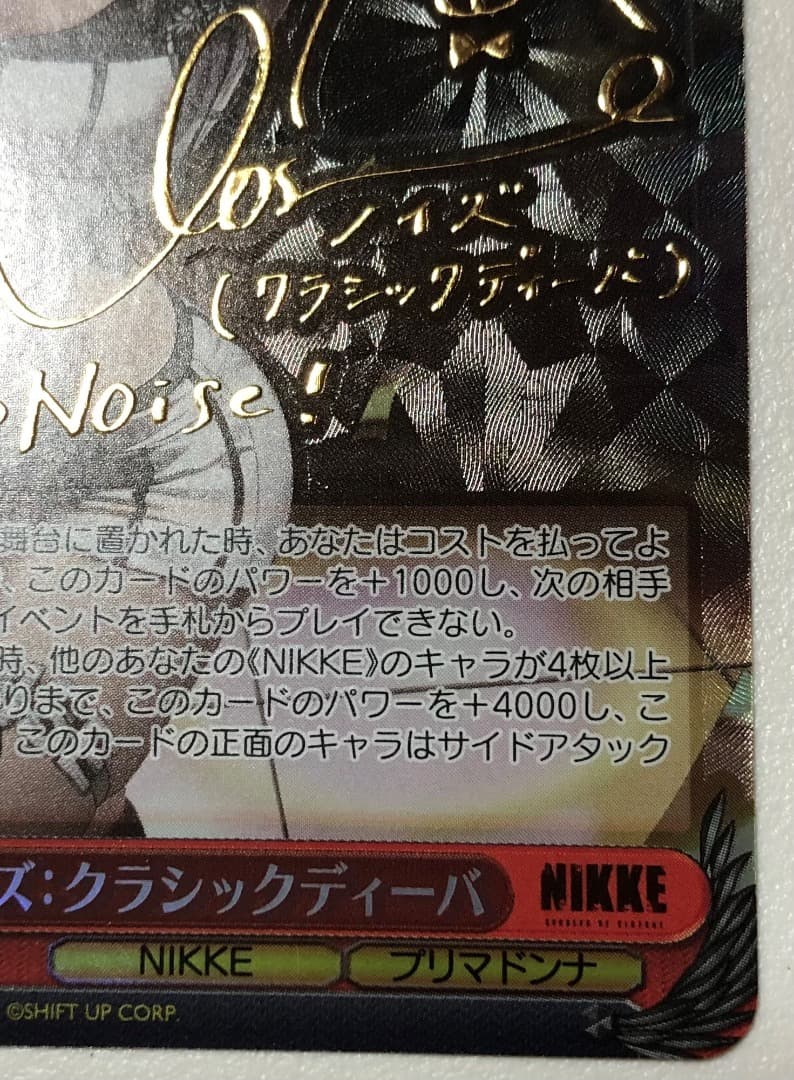 cos
ノイズ
(クラシックディーバ)
Noise!
舞台に置かれた時、あなたはコストを払ってよ
、このカードのパワーを＋1000し、次の相手
イベントを手札からプレイできない。
時、他のあなたの《NIKKE》のキャラが4枚以上
りまで、このカードのパワーを＋4000し、こ
このカードの正面のキャラはサイドアタック
ズ：クラシックディーバ
NIKKE
GODDESS OF VICTORY
NIKKE
プリマドンナ
©SHIFT UP CORP.